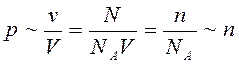 p ~ v/V = N/(N_A V) = n/N_A ~ n